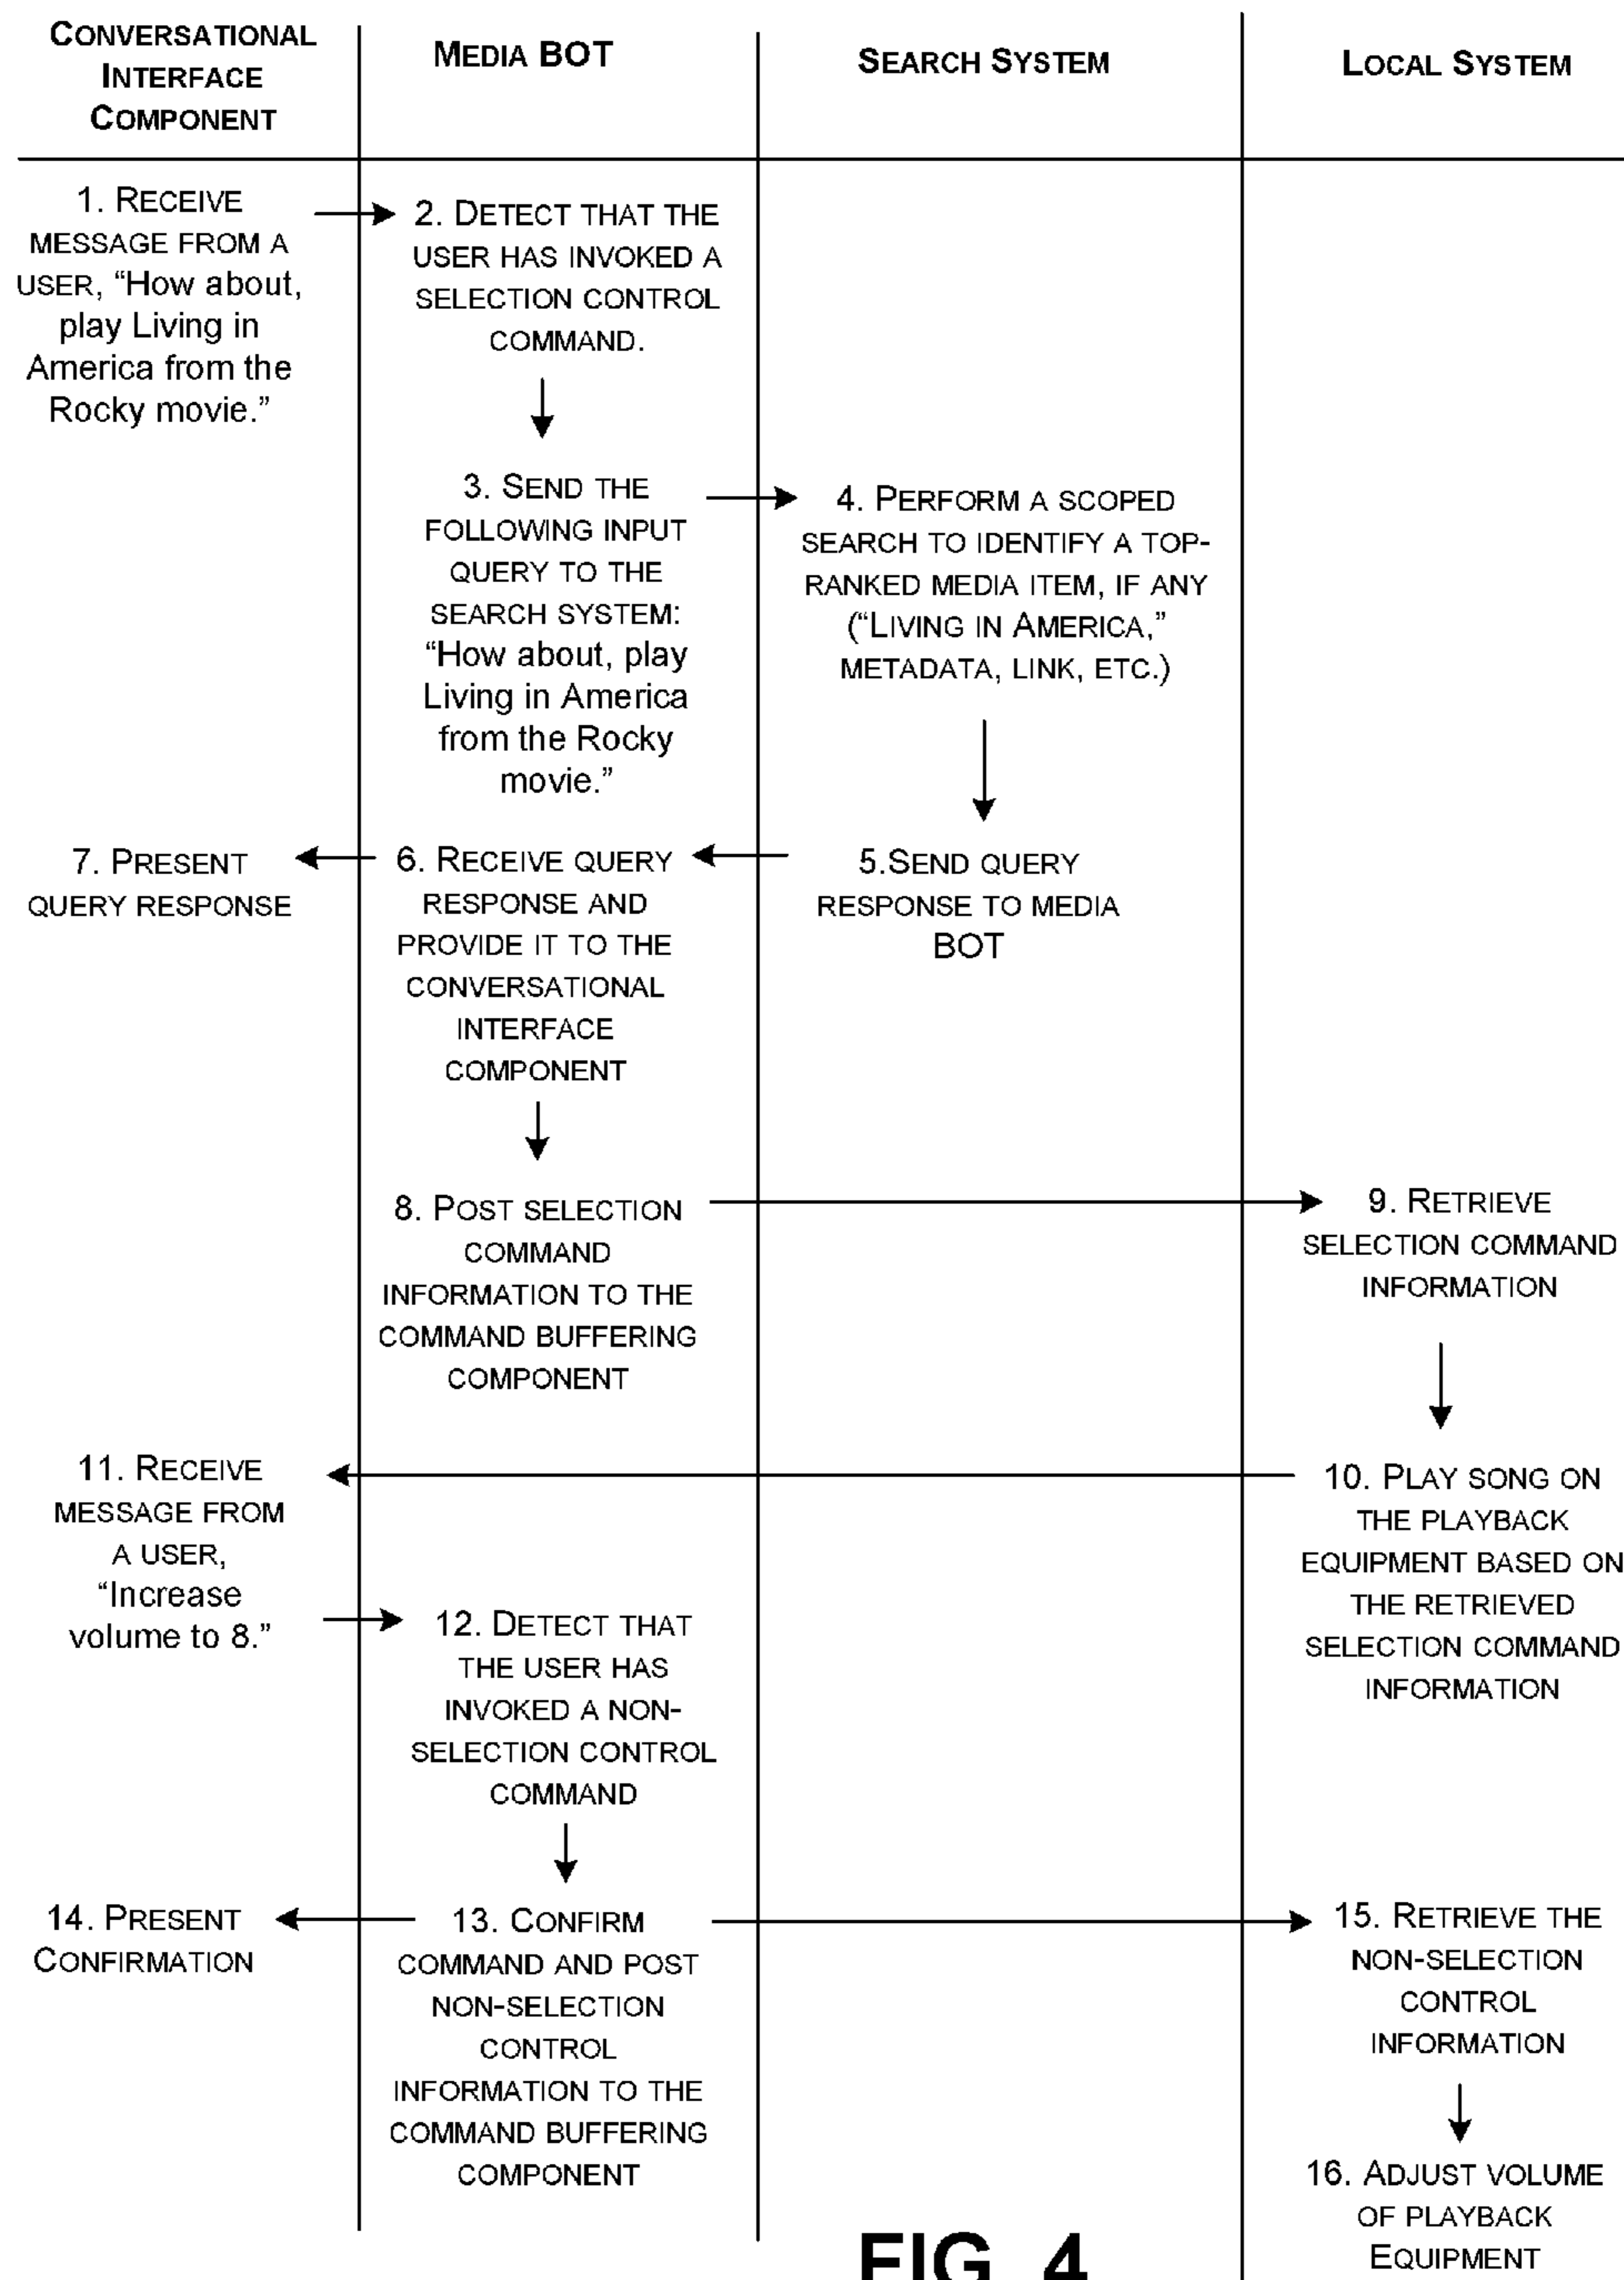 CONVERSATIONAL
INTERFACE
COMPONENT
MEDIA BOT
SEARCH SYSTEM
LOCAL SYSTEM
1. RECEIVE
MESSAGE FROM A
USER, “How about,
play Living in
America from the
Rocky movie.”
2. DETECT THAT THE
USER HAS INVOKED A
SELECTION CONTROL
COMMAND.
3. SEND THE
FOLLOWING INPUT
QUERY TO THE
SEARCH SYSTEM:
“How about, play
Living in America
from the Rocky
movie.”
4. PERFORM A SCOPED
SEARCH TO IDENTIFY A TOP-
RANKED MEDIA ITEM, IF ANY
(“LIVING IN AMERICA,”
METADATA, LINK, ETC.)
5.SEND QUERY
RESPONSE TO MEDIA
BOT
6. RECEIVE QUERY
RESPONSE AND
PROVIDE IT TO THE
CONVERSATIONAL
INTERFACE
COMPONENT
7. PRESENT
QUERY RESPONSE
8. POST SELECTION
COMMAND
INFORMATION TO THE
COMMAND BUFFERING
COMPONENT
9. RETRIEVE
SELECTION COMMAND
INFORMATION
10. PLAY SONG ON
THE PLAYBACK
EQUIPMENT BASED ON
THE RETRIEVED
SELECTION COMMAND
INFORMATION
11. RECEIVE
MESSAGE FROM
A USER,
“Increase
volume to 8.”
12. DETECT THAT
THE USER HAS
INVOKED A NON-
SELECTION CONTROL
COMMAND
13. CONFIRM
COMMAND AND POST
NON-SELECTION
CONTROL
INFORMATION TO THE
COMMAND BUFFERING
COMPONENT
14. PRESENT
CONFIRMATION
15. RETRIEVE THE
NON-SELECTION
CONTROL
INFORMATION
16. ADJUST VOLUME
OF PLAYBACK
EQUIPMENT
FIG. 4